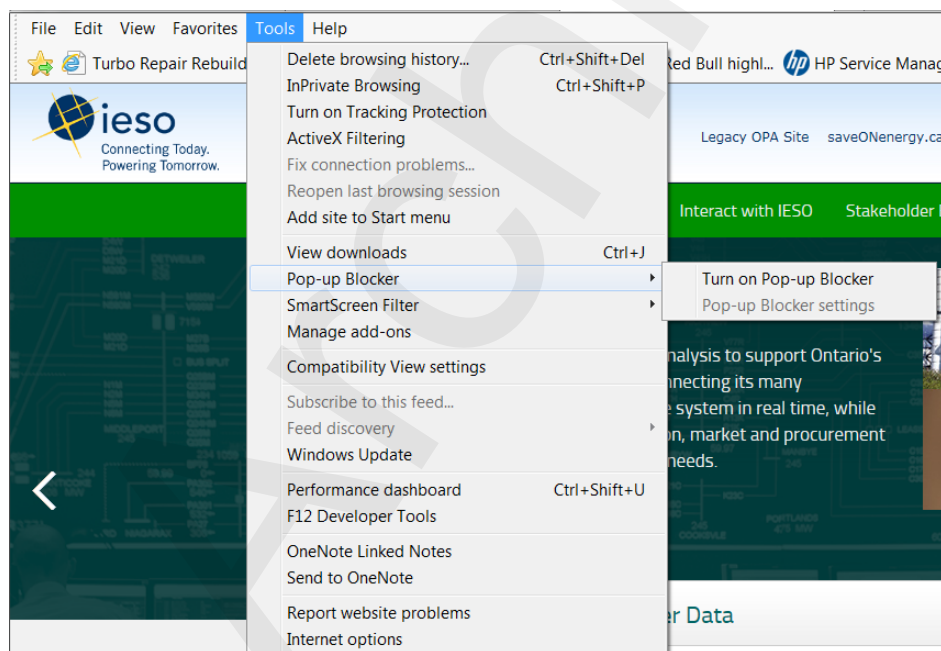 File Edit View Favorites Tools Help
Turbo Repair Rebuild
Red Bull highl... HP Service Manag
ieso
Connecting Today.
Powering Tomorrow.
Legacy OPA Site saveONenergy.ca
Interact with IESO Stakeholder
Delete browsing history... Ctrl+Shift+Del
InPrivate Browsing Ctrl+Shift+P
Turn on Tracking Protection
ActiveX Filtering
Fix connection problems...
Reopen last browsing session
Add site to Start menu
View downloads Ctrl+J
Pop-up Blocker
SmartScreen Filter
Manage add-ons
Compatibility View settings
Subscribe to this feed...
Feed discovery
Windows Update
Performance dashboard Ctrl+Shift+U
F12 Developer Tools
OneNote Linked Notes
Send to OneNote
Report website problems
Internet options
Turn on Pop-up Blocker
Pop-up Blocker settings
nalysis to support Ontario's
nnecting its many
system in real time, while
on, market and procurement
needs.
er Data